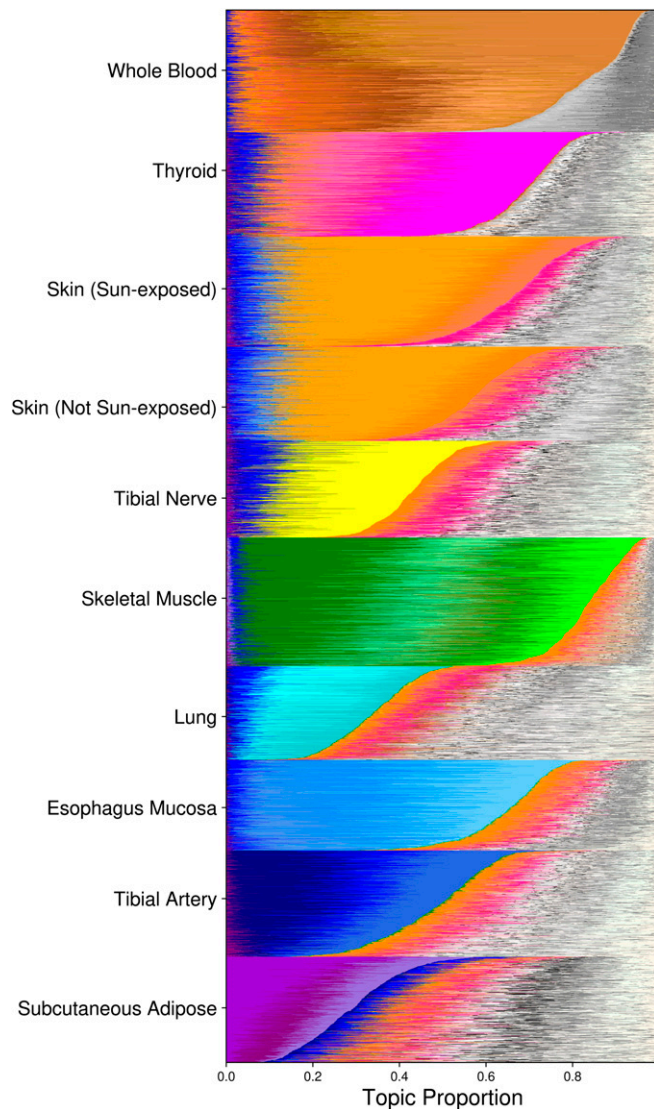 Whole Blood
Thyroid
Skin (Sun-exposed)
Skin (Not Sun-exposed)
Tibial Nerve
Skeletal Muscle
Lung
Esophagus Mucosa
Tibial Artery
Subcutaneous Adipose
0.0 0.2 0.4 0.6 0.8
Topic Proportion